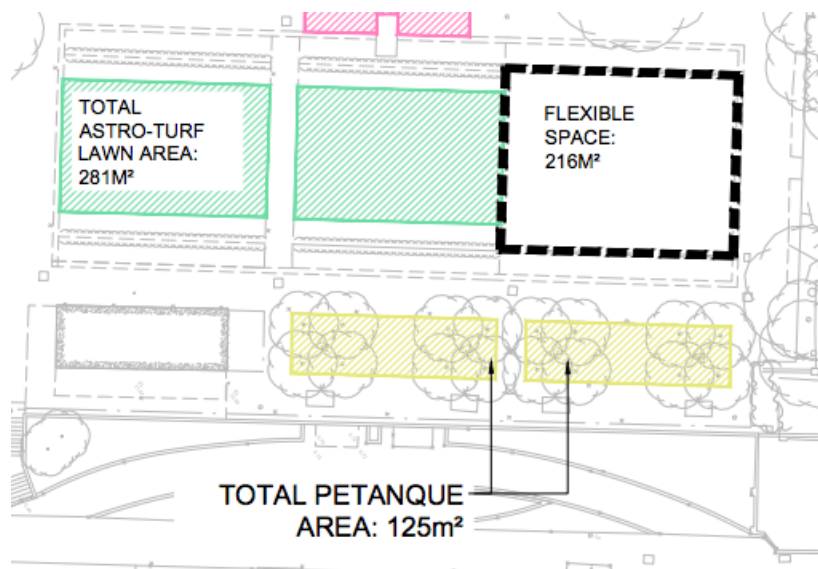 TOTAL
ASTRO-TURF
LAWN AREA:
281M²
FLEXIBLE
SPACE:
216M²
TOTAL PETANQUE
AREA: 125m²